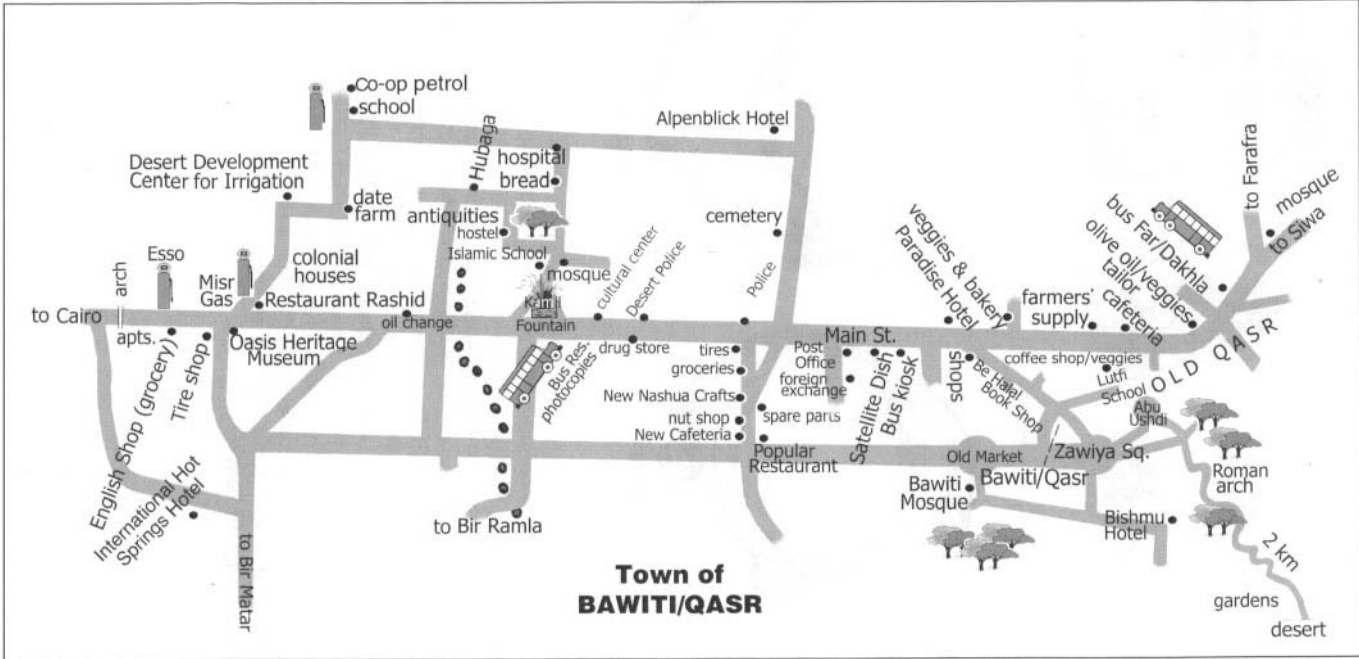 Co-op petrol
school
Alpenblick Hotel
Hubaga
hospital
bread
Desert Development
Center for Irrigation
date
farm
antiquities
hostel
cemetery
Islamic School
mosque
cultural center
Desert Police
Police
veggies & bakery
Paradise Hotel
farmers'
supply
cafeteria
tailor
olive oil/veggies
bus Far/Dakhla
to Farafra
mosque
to Siwa
arch
Esso
Misr
Gas
colonial
houses
Restaurant Rashid
to Cairo
apts.
oil change
Kamil
Fountain
Main St.
English Shop (grocery)
Tire shop
Oasis Heritage
Museum
Bus Res.
photocopies
drug store
tires
groceries
New Nashua Crafts
nut shop
New Cafeteria
spare parts
Popular
Restaurant
Post
Office
foreign
exchange
Satellite Dish
Bus kiosk
shops
Be Halal
Book Shop
coffee shop/veggies
Lutfi
School
OLD QASR
Abu
Ushdi
Old Market
Zawiya Sq.
Bawiti/Qasr
Bawiti
Mosque
Bishmu
Hotel
Roman
arch
2 km
gardens
desert
International Hot
Springs Hotel
to Bir Matar
to Bir Ramla
Town of
BAWITI/QASR